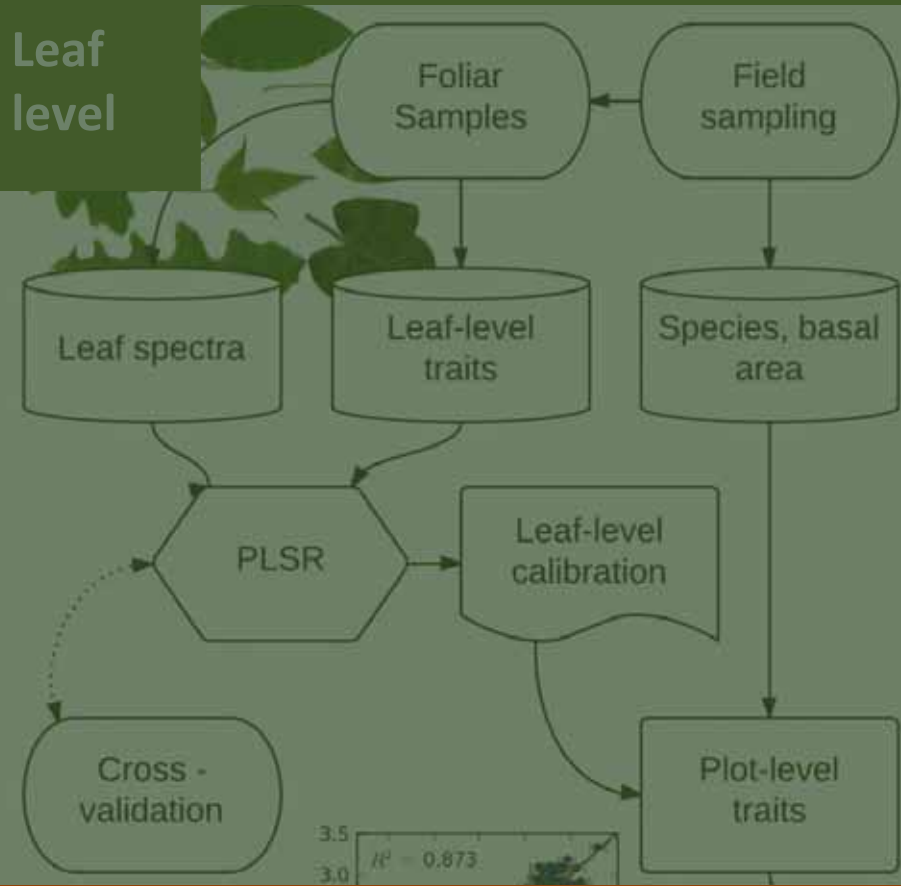 Leaf
level
Foliar
Samples
Field
sampling
Leaf spectra
Leaf-level
traits
Species, basal
area
PLSR
Leaf-level
calibration
Cross -
validation
Plot-level
traits
3.5
R² = 0.873
3.0